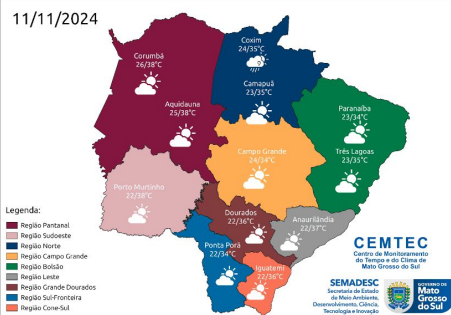 11/11/2024
Coxim
24/35°C
Corumbá
26/38°C
Camapuã
23/35°C
Aquidauna
25/38°C
Paranaíba
23/34°C
Campo Grande
24/34°C
Três Lagoas
23/35°C
Porto Murtinho
22/38°C
Dourados
22/36°C
Anaurilândia
22/37°C
Ponta Porã
22/34°C
Iguatemi
22/36°C
Legenda:
Região Pantanal
Região Sudoeste
Região Norte
Região Campo Grande
Região Bolsão
Região Leste
Região Grande Dourados
Região Sul-Fronteira
Região Cone-Sul
CEMTEC
Centro de Monitoramento
do Tempo e do Clima de
Mato Grosso do Sul
SEMADESC
Secretaria de Estado
de Meio Ambiente,
Desenvolvimento, Ciência,
Tecnologia e Inovação
GOVERNO DE
Mato
Grosso
do Sul